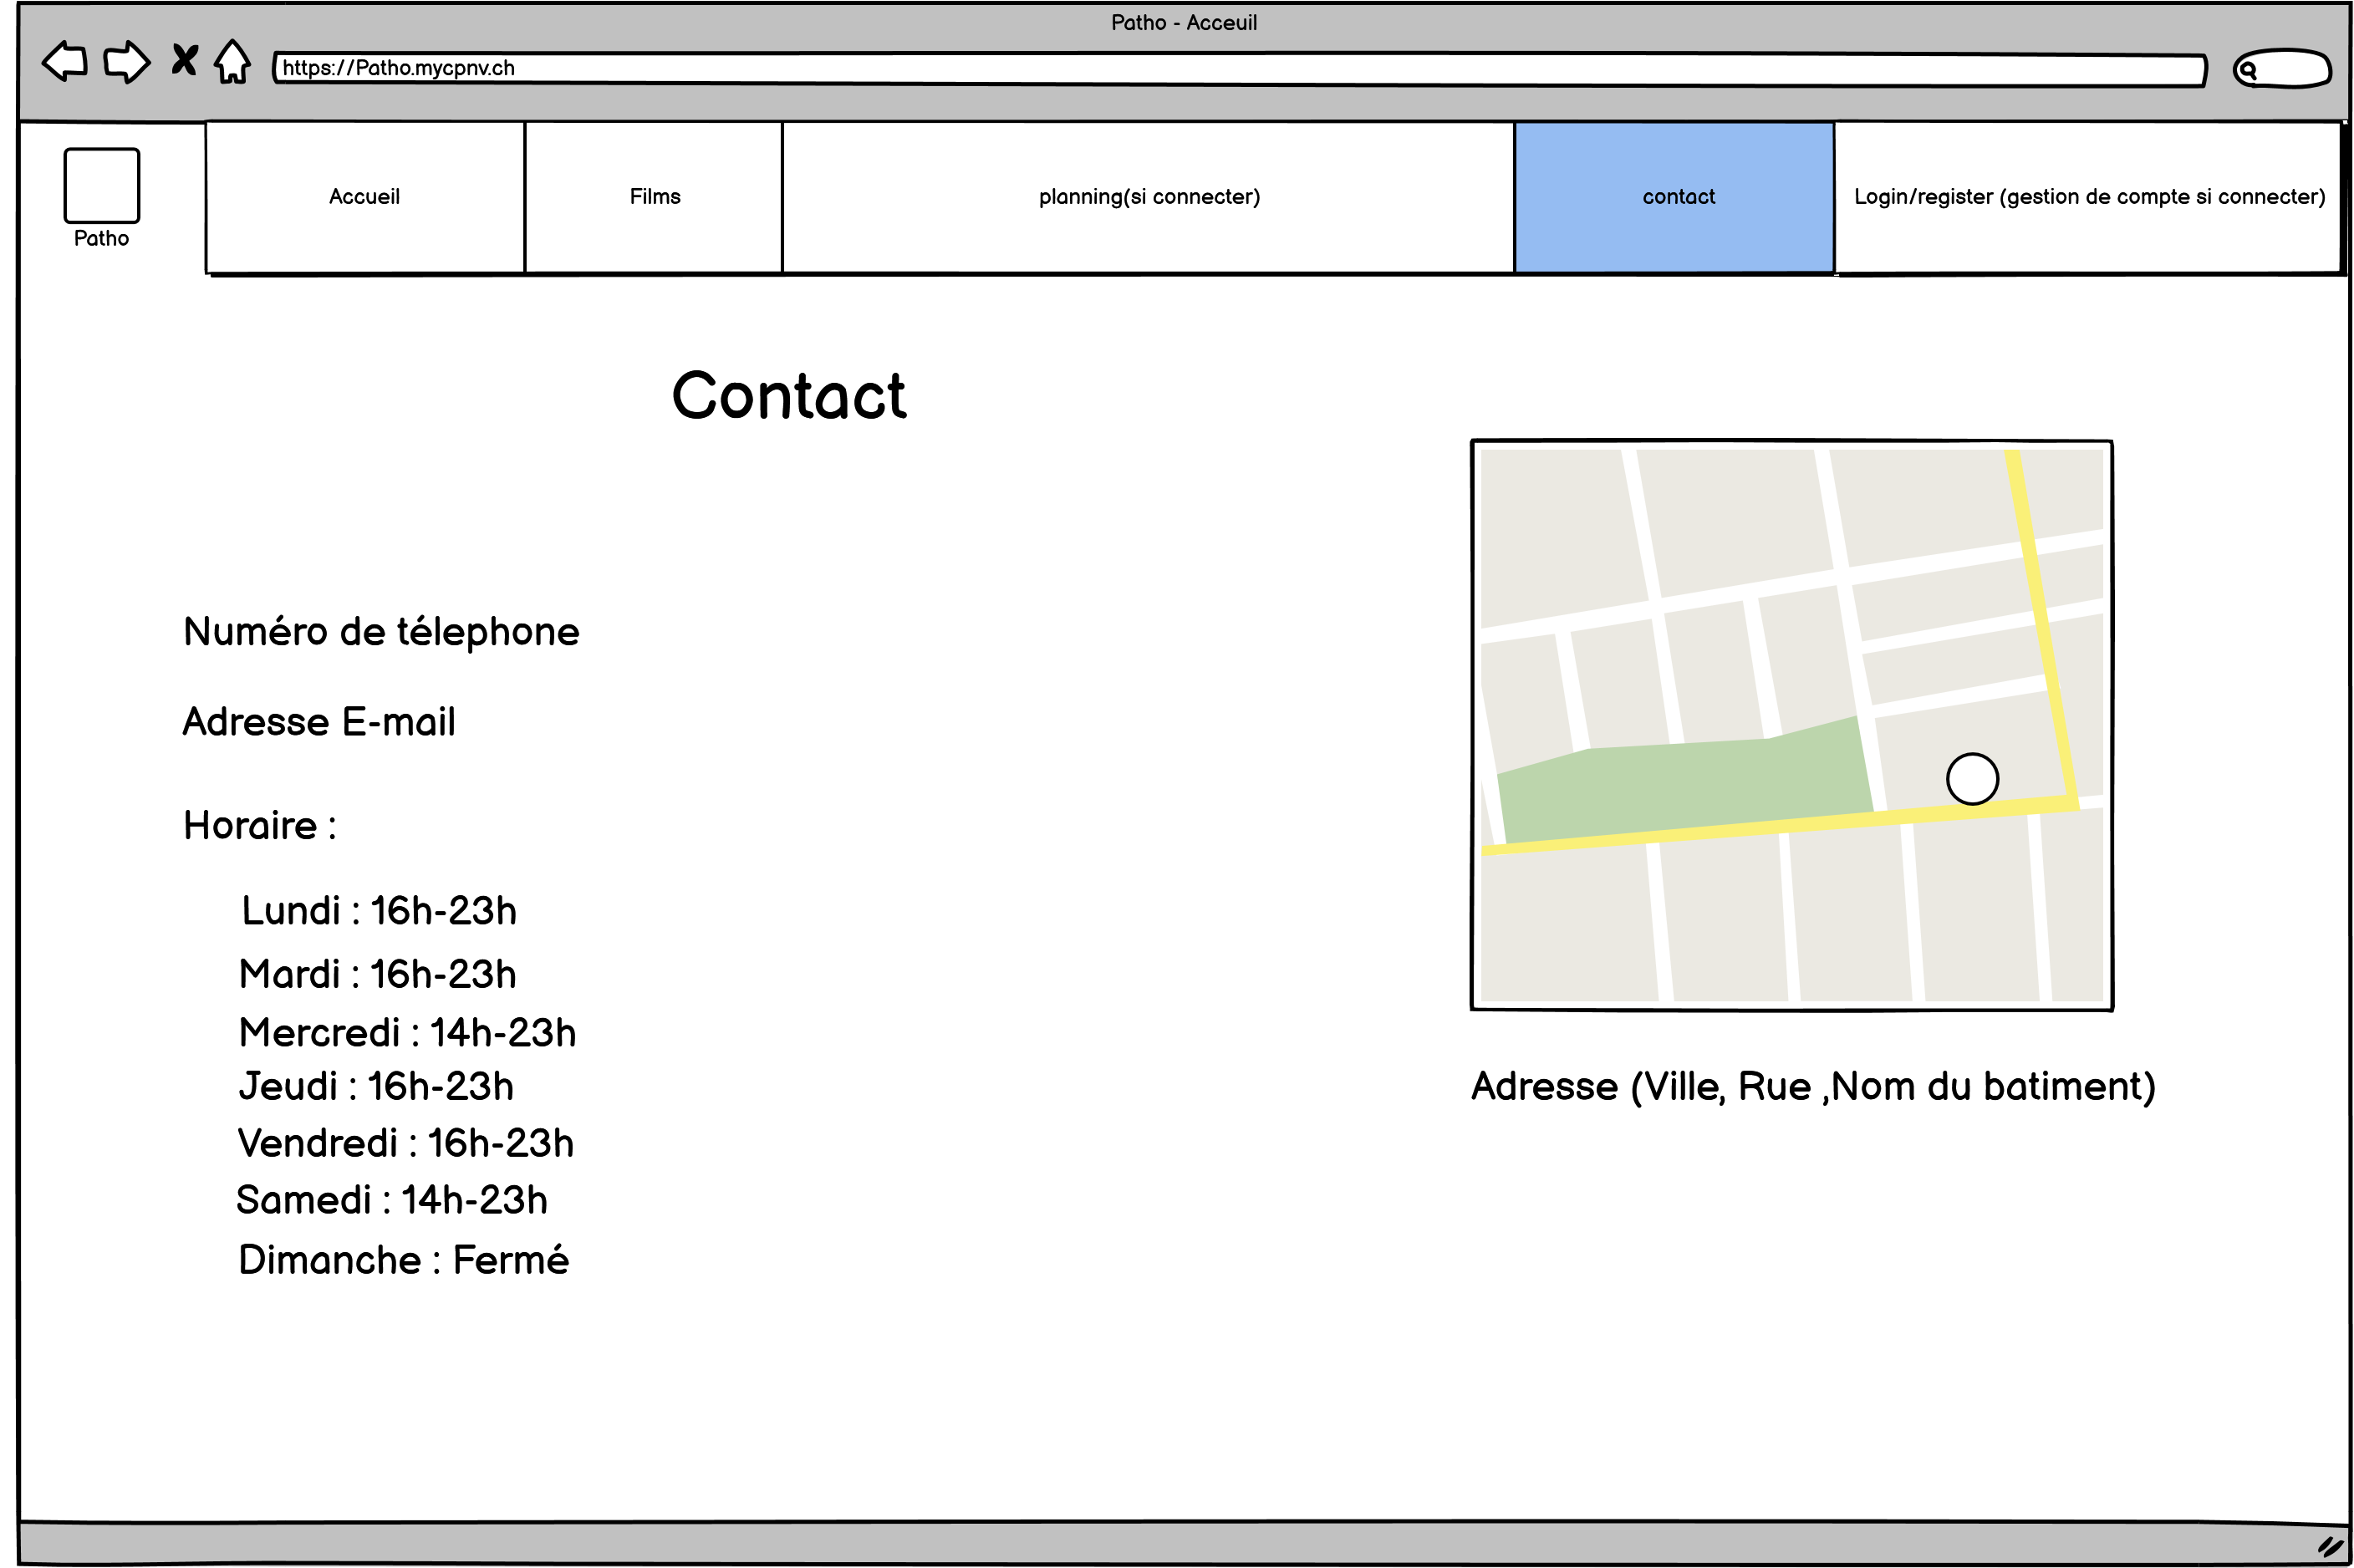 Patho - Acceuil
https://Patho.mycpnv.ch
Patho
Accueil
Films
planning(si connecter)
contact
Login/register (gestion de compte si connecter)
Contact
Numéro de télephone
Adresse E-mail
Horaire :
Lundi : 16h-23h
Mardi : 16h-23h
Mercredi : 14h-23h
Jeudi : 16h-23h
Vendredi : 16h-23h
Samedi : 14h-23h
Dimanche : Fermé
Adresse (Ville, Rue ,Nom du batiment)